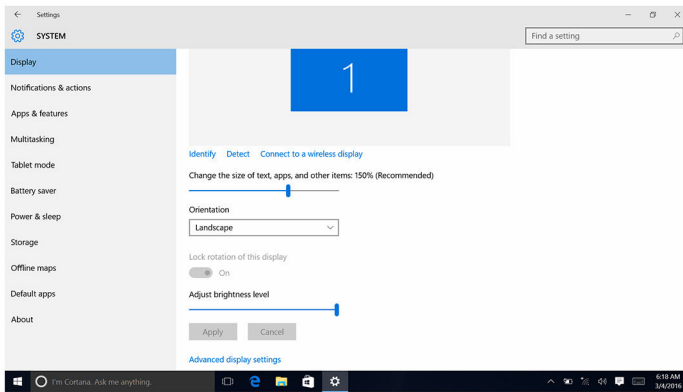 Settings
SYSTEM
Find a setting
Display
Notifications & actions
Apps & features
Multitasking
Tablet mode
Battery saver
Power & sleep
Storage
Offline maps
Default apps
About
1
Identify Detect Connect to a wireless display
Change the size of text, apps, and other items: 150% (Recommended)
Orientation
Landscape
Lock rotation of this display
On
Adjust brightness level
Apply Cancel
Advanced display settings
I'm Cortana. Ask me anything.
6:18 AM
3/4/2016